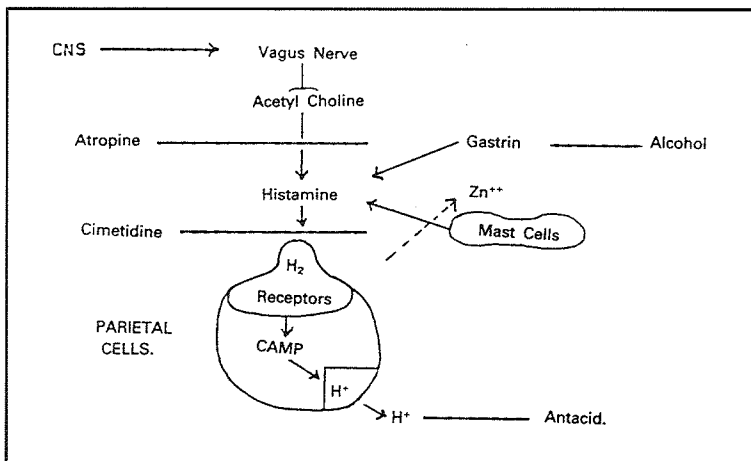 CNS
Vagus Nerve
Acetyl Choline
Atropine
Gastrin
Alcohol
Histamine
Zn++
Cimetidine
Mast Cells
H2
Receptors
PARIETAL
CELLS.
CAMP
H+
H+
Antacid.